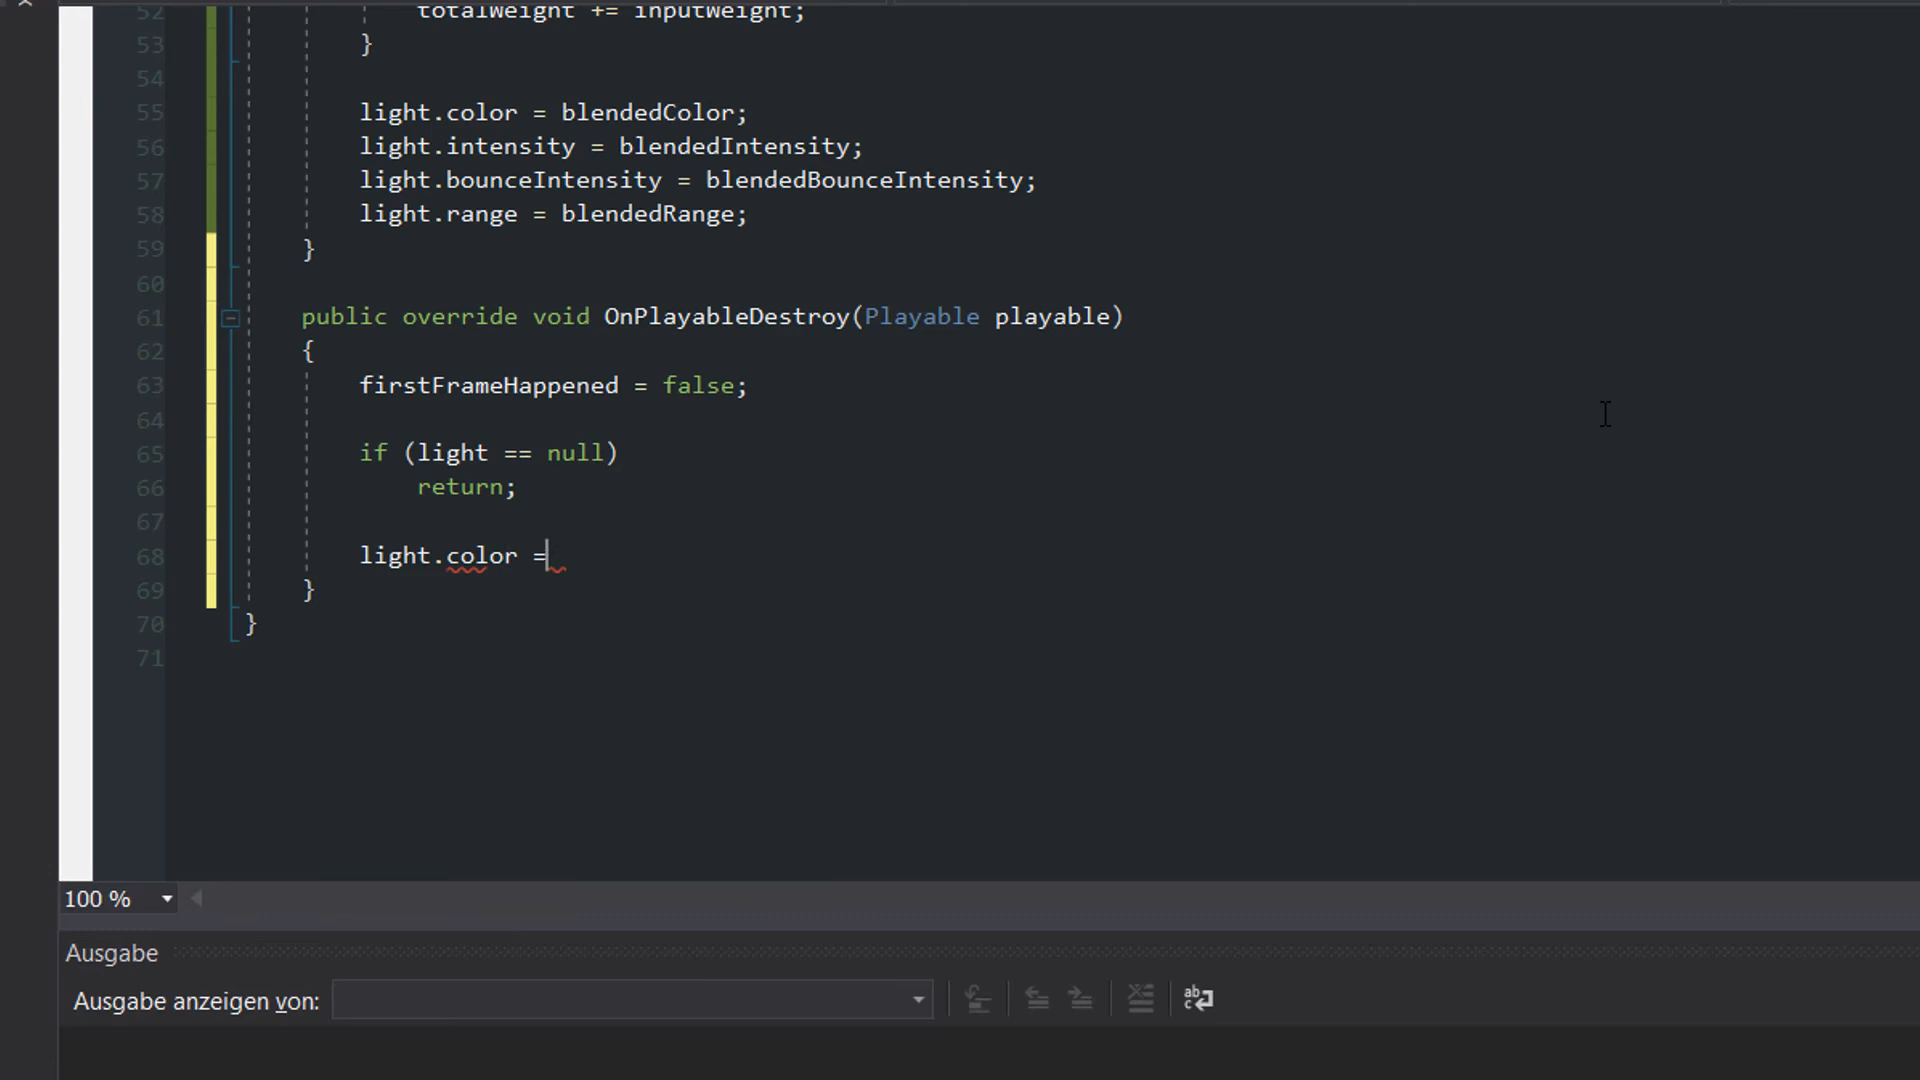 52 totalWeight += inputWeight;
53 }
54
55 light.color = blendedColor;
56 light.intensity = blendedIntensity;
57 light.bounceIntensity = blendedBounceIntensity;
58 light.range = blendedRange;
59 }
60
61 public override void OnPlayableDestroy(Playable playable)
62 {
63 firstFrameHappened = false;
64
65 if (light == null)
66 return;
67
68 light.color =
69 }
70 }
71
100 %
Ausgabe
Ausgabe anzeigen von: